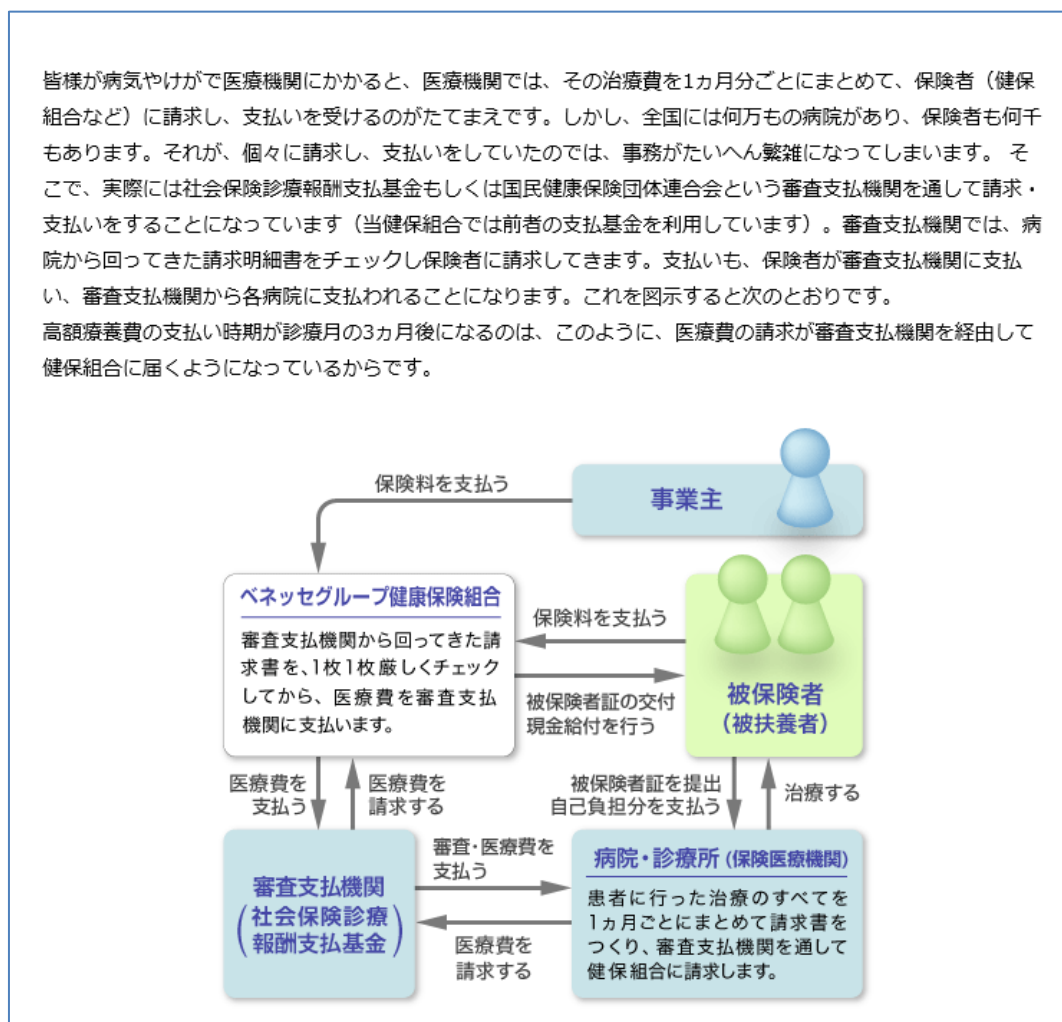 皆様が病気やけがで医療機関にかかると、医療機関では、その治療費を1ヵ月分ごとにまとめて、保険者（健保
組合など）に請求し、支払いを受けるのがたてまえです。しかし、全国には何万もの病院があり、保険者も何千
もあります。それが、個々に請求し、支払いをしていたのでは、事務がたいへん繁雑になってしまいます。 そ
こで、実際には社会保険診療報酬支払基金もしくは国民健康保険団体連合会という審査支払機関を通して請求・
支払いをすることになっています（当健保組合では前者の支払基金を利用しています）。審査支払機関では、病
院から回ってきた請求明細書をチェックし保険者に請求してきます。支払いも、保険者が審査支払機関に支払
い、審査支払機関から各病院に支払われることになります。これを図示すると次のとおりです。
高額療養費の支払い時期が診療月の3ヵ月後になるのは、このように、医療費の請求が審査支払機関を経由して
健保組合に届くようになっているからです。
保険料を支払う
事業主
ベネッセグループ健康保険組合
審査支払機関から回ってきた請
求書を、1枚1枚厳しくチェック
してから、医療費を審査支払
機関に支払います。
保険料を支払う
被保険者証の交付
現金給付を行う
被保険者
（被扶養者）
医療費を
支払う
医療費を
請求する
被保険者証を提出
自己負担分を支払う
治療する
審査支払機関
（社会保険診療
報酬支払基金）
審査・医療費を
支払う
医療費を
請求する
病院・診療所（保険医療機関）
患者に行った治療のすべてを
1ヵ月ごとにまとめて請求書を
つくり、審査支払機関を通して
健保組合に請求します。